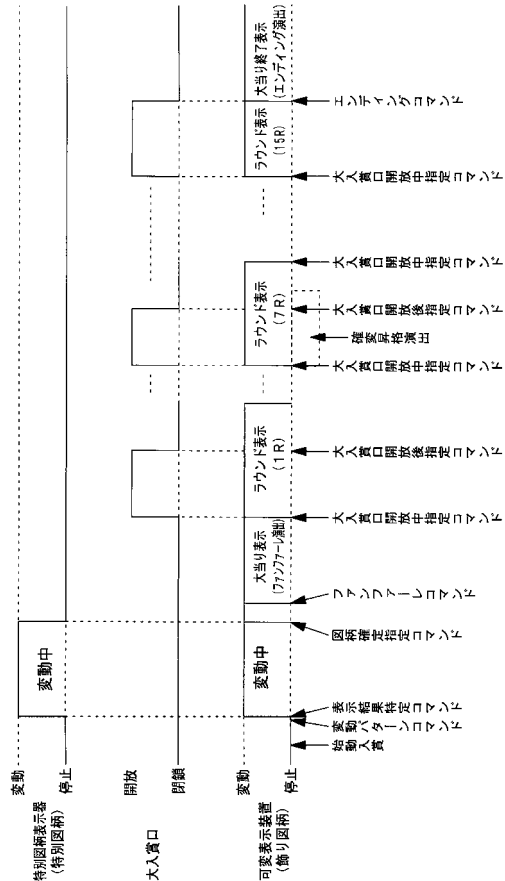 特別図柄表示器
(特別図柄)
変動
停止
変動中
大入賞口
開放
閉鎖
可変表示装置
(飾り図柄)
変動
停止
変動中
大当り表示
(ファンファーレ演出)
ラウンド表示
(1R)
ラウンド表示
(7R)
ラウンド表示
(15R)
大当り終了表示
(エンディング演出)
始動入賞
変動パターンコマンド
表示結果特定コマンド
図柄確定指定コマンド
ファンファーレコマンド
大入賞口開放中指定コマンド
大入賞口開放後指定コマンド
大入賞口開放中指定コマンド
確変昇格演出
大入賞口開放後指定コマンド
大入賞口開放中指定コマンド
大入賞口開放中指定コマンド
エンディングコマンド